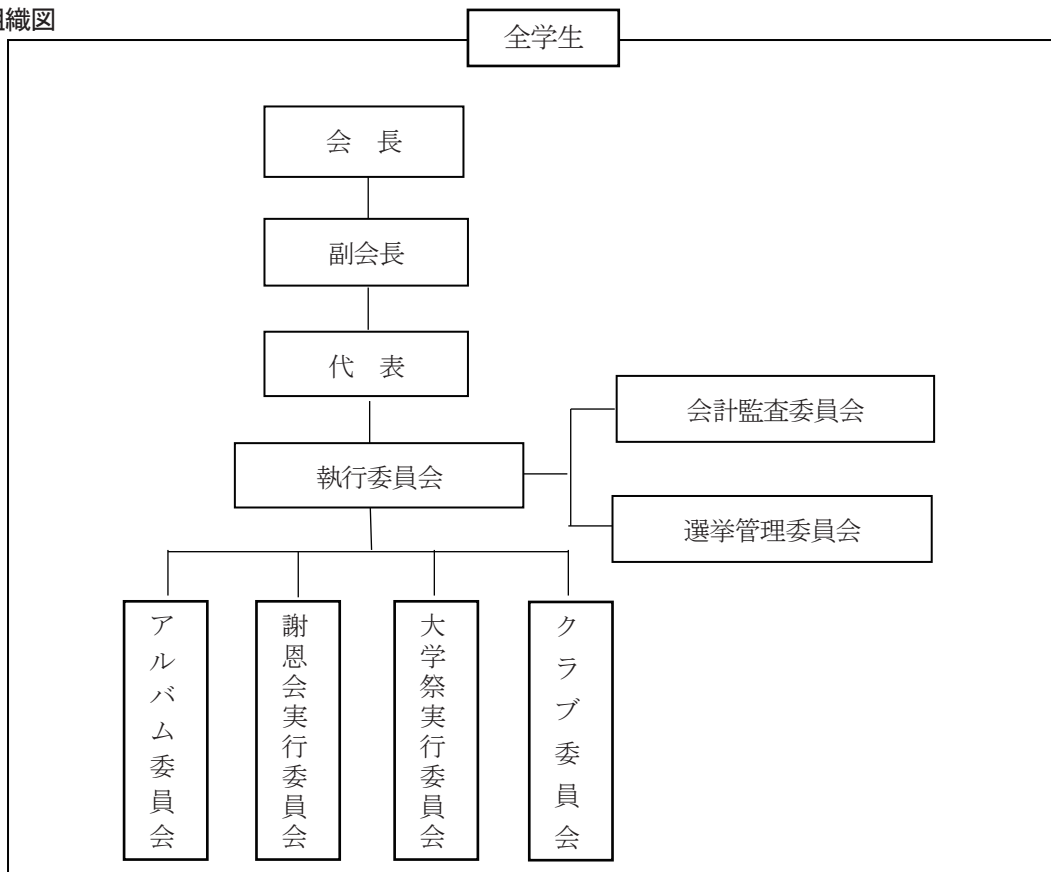 組織図
全学生
会　長
副会長
代　表
会計監査委員会
執行委員会
選挙管理委員会
アルバム委員会
謝恩会実行委員会
大学祭実行委員会
クラブ委員会